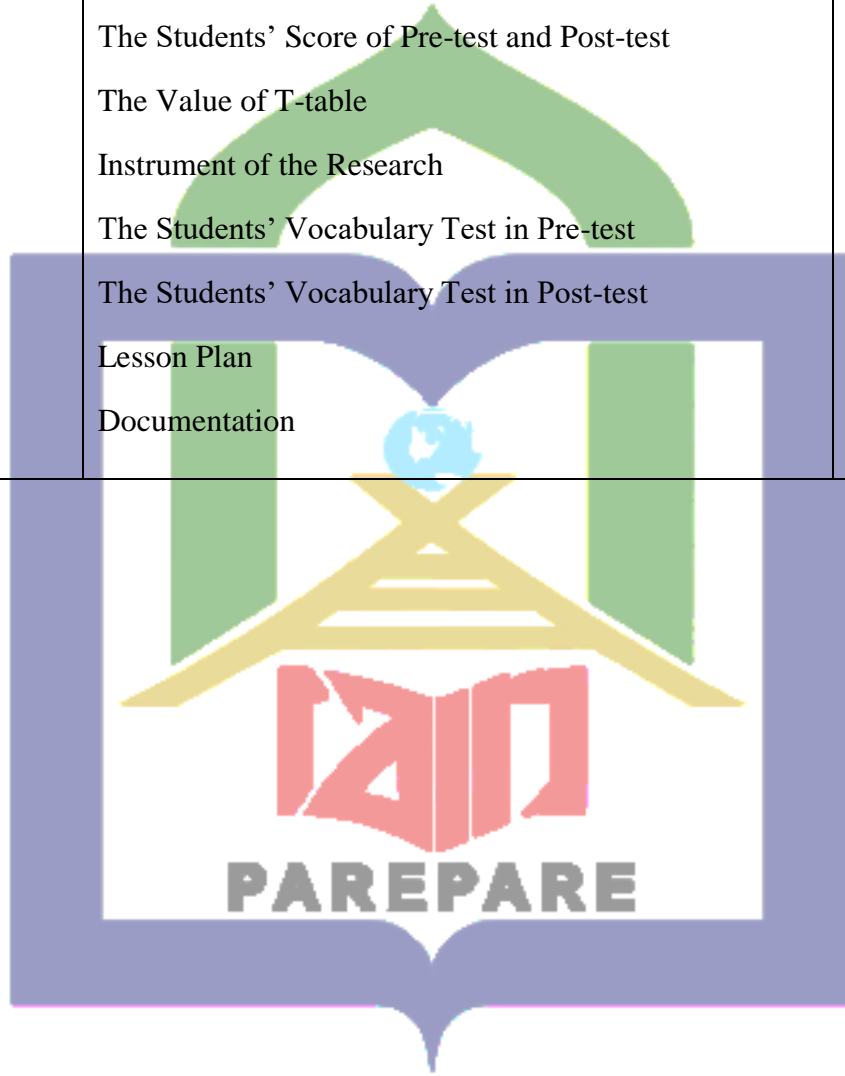 The Students’ Score of Pre-test and Post-test
The Value of T-table
Instrument of the Research
The Students’ Vocabulary Test in Pre-test
The Students’ Vocabulary Test in Post-test
Lesson Plan
Documentation
iain
PAREPARE